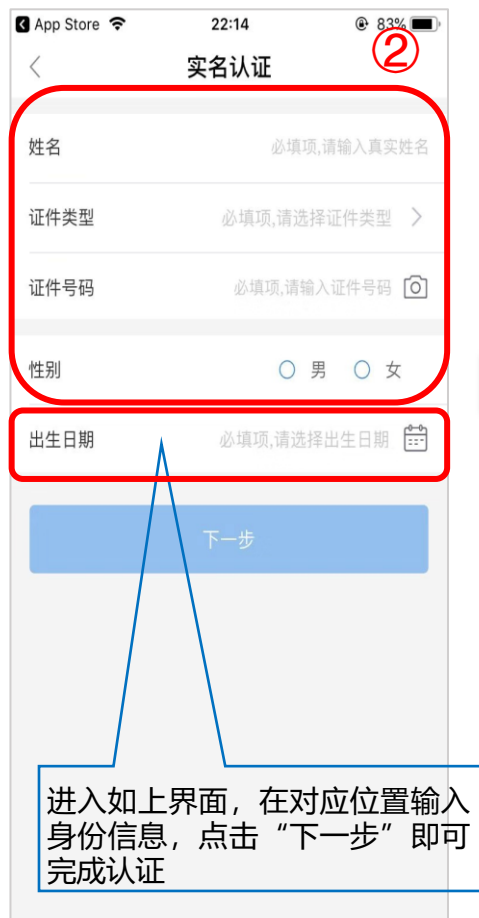 App Store 22:14 83%
实名认证 ②
姓名 必填项,请输入真实姓名
证件类型 必填项,请选择证件类型
证件号码 必填项,请输入证件号码
性别 男 女
出生日期 必填项,请选择出生日期
下一步
进入如上界面，在对应位置输入
身份信息，点击“下一步”即可
完成认证